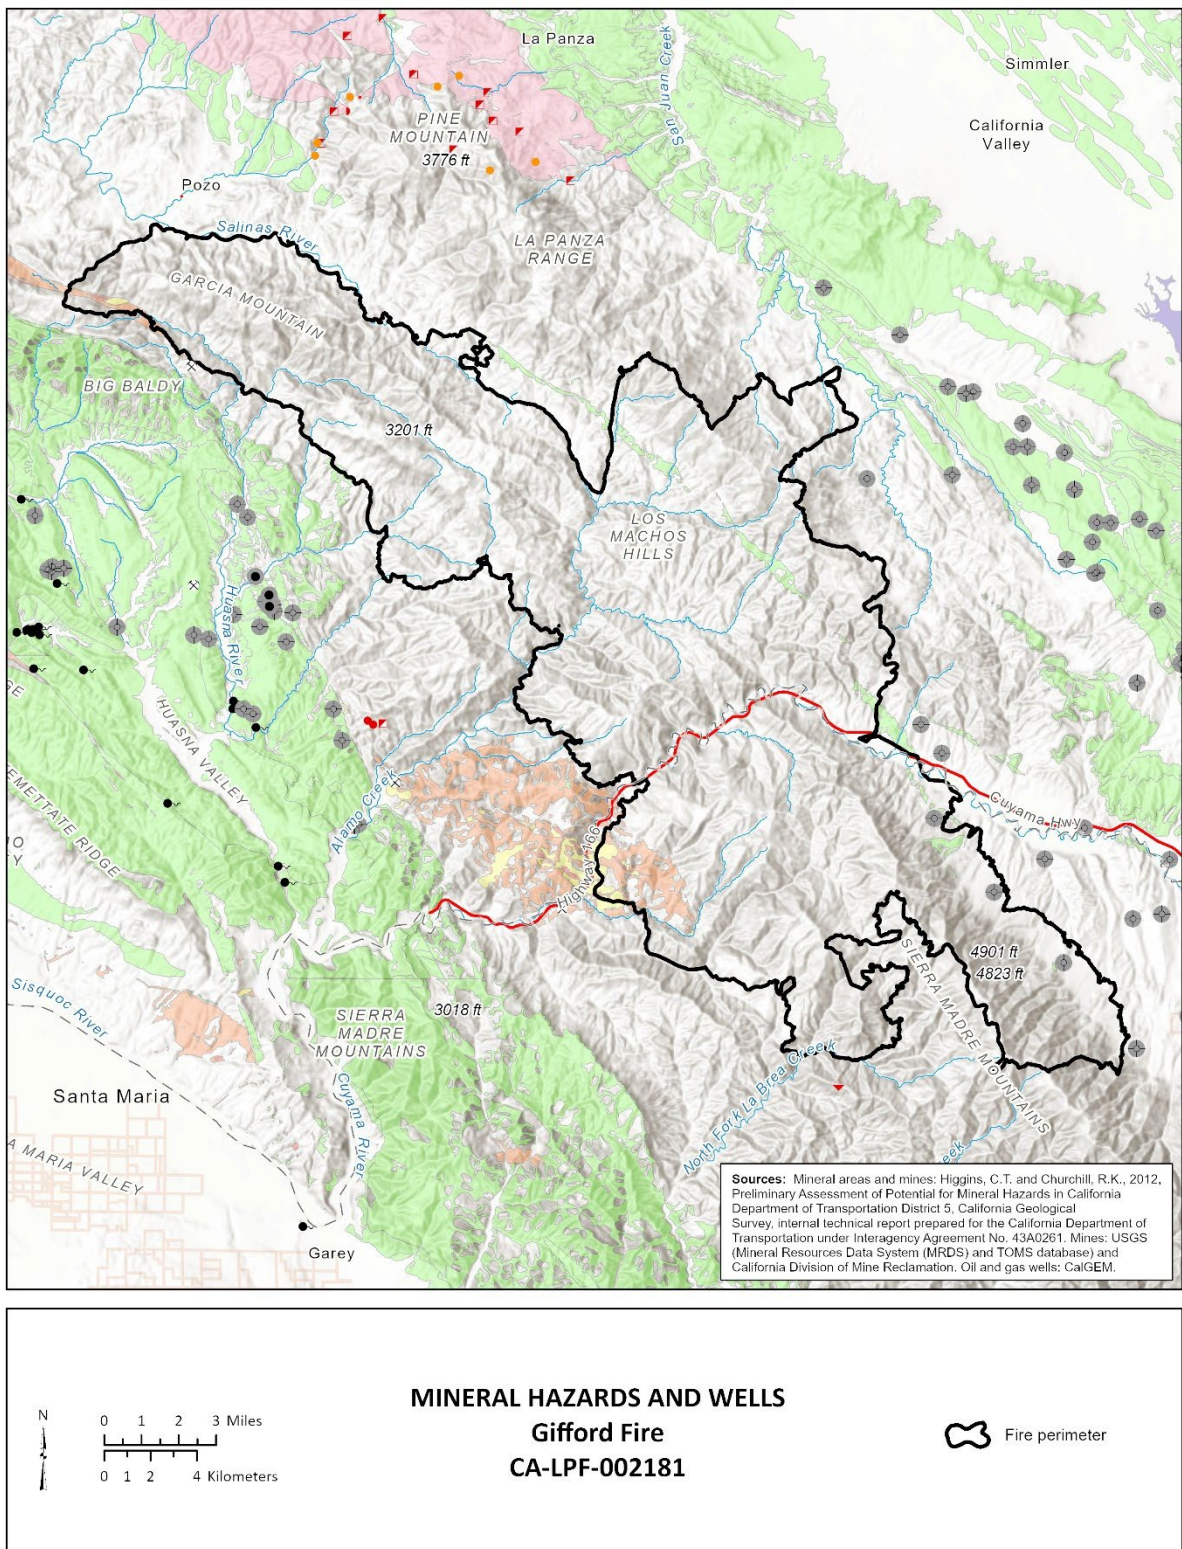 La Panza
San Juan Creek
Simmler
California
Valley
PINE
MOUNTAIN
3776 ft
Pozo
Salinas River
LA PANZA
RANGE
GARCIA MOUNTAIN
BIG BALDY
3201 ft
LOS
MACHOS
HILLS
Huasna River
GE
HUASNA VALLEY
EMETTATE RIDGE
Alamo Creek
Highway 166
Cuyama Hwy
O
EY
4901 ft
4823 ft
SIERRA MADRE MOUNTAINS
3018 ft
SIERRA
MADRE
MOUNTAINS
Sisquoc River
Cuyama River
North Fork La Brea Creek
eek
Santa Maria
A MARIA VALLEY
Garey
Sources: Mineral areas and mines: Higgins, C.T. and Churchill, R.K., 2012,
Preliminary Assessment of Potential for Mineral Hazards in California
Department of Transportation District 5, California Geological
Survey, internal technical report prepared for the California Department of
Transportation under Interagency Agreement No. 43A0261. Mines: USGS
(Mineral Resources Data System (MRDS) and TOMS database) and
California Division of Mine Reclamation. Oil and gas wells: CalGEM.
N
0 1 2 3 Miles
0 1 2 4 Kilometers
MINERAL HAZARDS AND WELLS
Gifford Fire
CA-LPF-002181
Fire perimeter